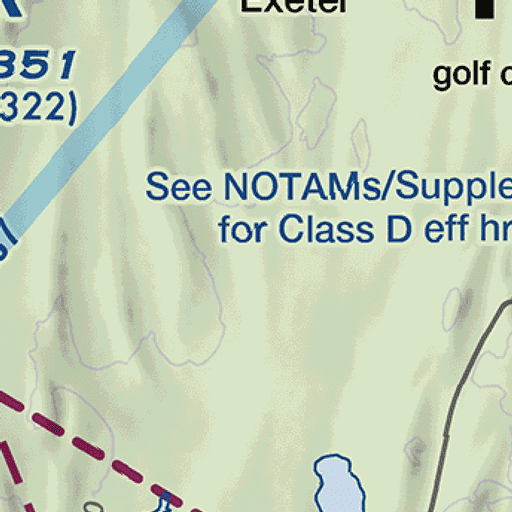 Exeter
351
322)
golf
See NOTAMs/Supple
for Class D eff hr